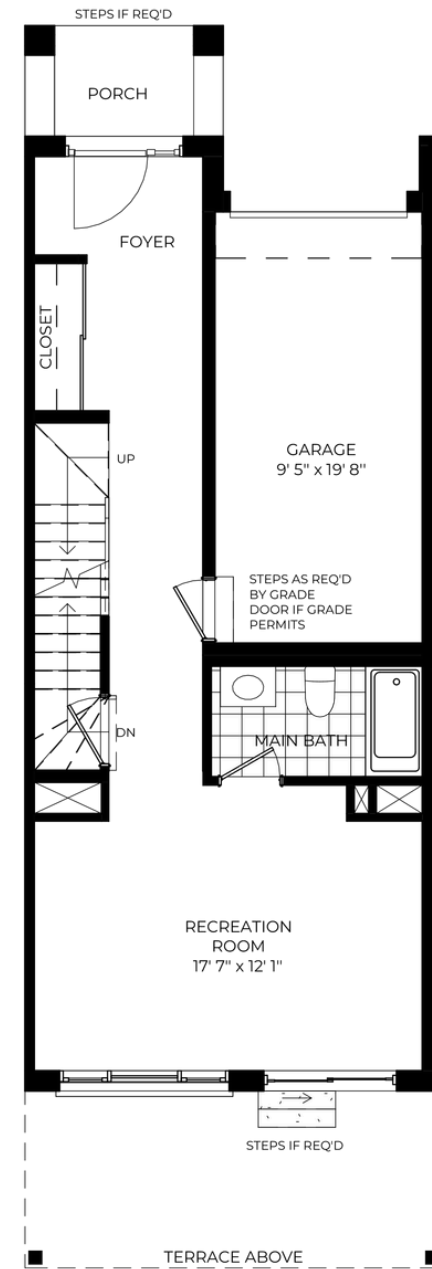 STEPS IF REQ'D
PORCH
FOYER
CLOSET
UP
GARAGE
9' 5" x 19' 8"
STEPS AS REQ'D
BY GRADE
DOOR IF GRADE
PERMITS
DN
MAIN BATH
RECREATION
ROOM
17' 7" x 12' 1"
STEPS IF REQ'D
TERRACE ABOVE